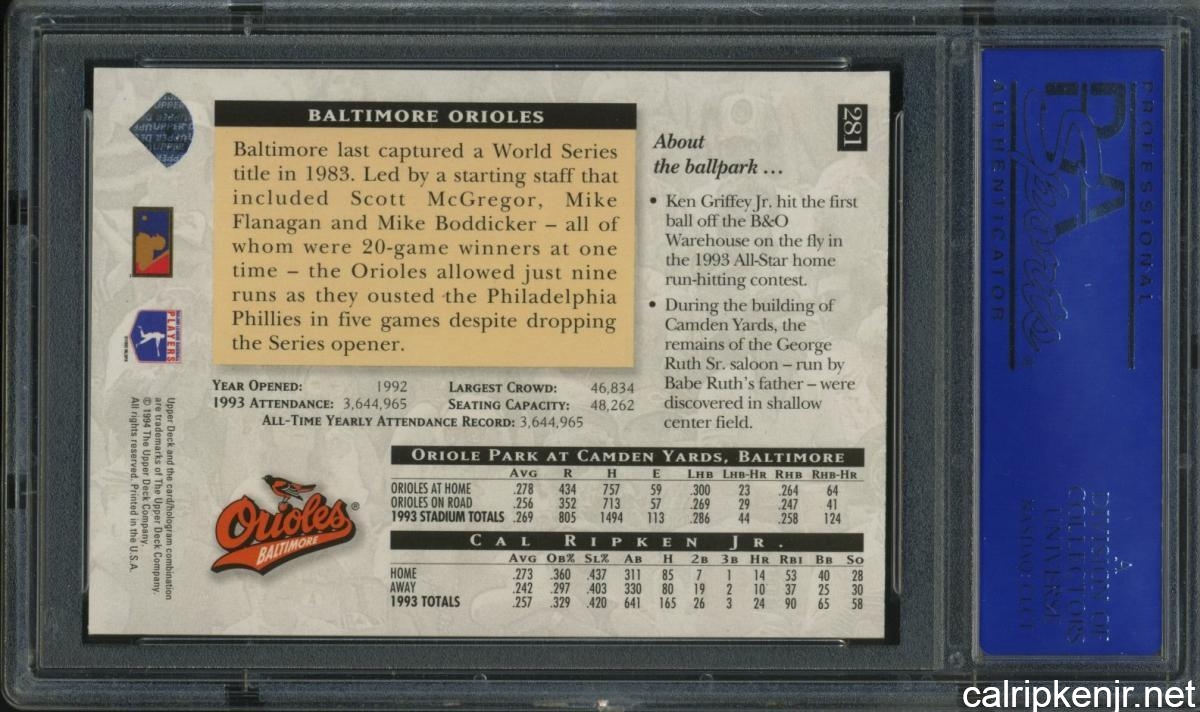 BALTIMORE ORIOLES
Baltimore last captured a World Series
title in 1983. Led by a starting staff that
included Scott McGregor, Mike
Flanagan and Mike Boddicker – all of
whom were 20-game winners at one
time – the Orioles allowed just nine
runs as they ousted the Philadelphia
Phillies in five games despite dropping
the Series opener.
YEAR OPENED: 1992 LARGEST CROWD: 46,834
1993 ATTENDANCE: 3,644,965 SEATING CAPACITY: 48,262
ALL-TIME YEARLY ATTENDANCE RECORD: 3,644,965
281
About
the ballpark ...
• Ken Griffey Jr. hit the first
ball off the B&O
Warehouse on the fly in
the 1993 All-Star home
run-hitting contest.
• During the building of
Camden Yards, the
remains of the George
Ruth Sr. saloon – run by
Babe Ruth's father – were
discovered in shallow
center field.
ORIOLE PARK AT CAMDEN YARDS, BALTIMORE
AVG R H E LHB LHB-HR RHB RHB-HR
ORIOLES AT HOME .278 434 757 59 .300 23 .264 64
ORIOLES ON ROAD .256 352 713 57 .269 29 .247 41
1993 STADIUM TOTALS .269 805 1494 113 .286 44 .258 124
CAL RIPKEN JR.
AVG OB% SL% AB H 2B 3B HR RBI BB SO
HOME .273 .360 .437 311 85 7 1 14 53 40 28
AWAY .242 .297 .403 330 80 19 2 10 37 25 30
1993 TOTALS .257 .329 .420 641 165 26 3 24 90 65 58
Orioles®
BALTIMORE
PLAYERS
Upper Deck and the card/hologram combination
are trademarks of The Upper Deck Company.
© 1994 The Upper Deck Company.
All rights reserved. Printed in the U.S.A.
PROFESSIONAL
PSA
Sports
AUTHENTICATOR
A
DIVISION OF
COLLECTORS
UNIVERSE
NASDAQ: CLCT
calripkenjr.net